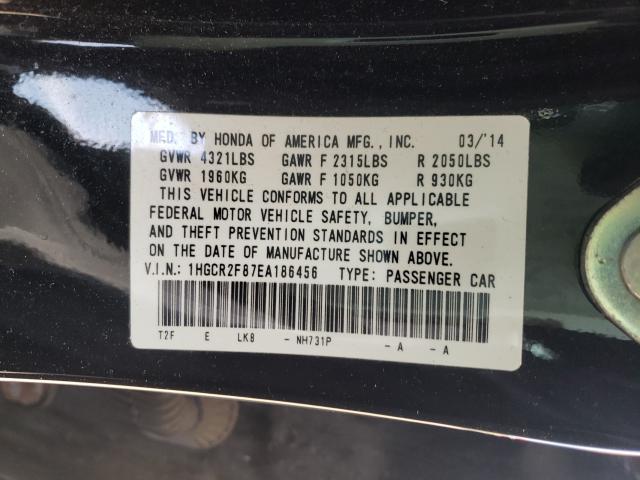 MFD. BY HONDA OF AMERICA MFG., INC. 03/'14
GVWR 4321LBS GAWR F 2315LBS R 2050LBS
GVWR 1960KG GAWR F 1050KG R 930KG
THIS VEHICLE CONFORMS TO ALL APPLICABLE
FEDERAL MOTOR VEHICLE SAFETY, BUMPER,
AND THEFT PREVENTION STANDARDS IN EFFECT
ON THE DATE OF MANUFACTURE SHOWN ABOVE.
V.I.N.: 1HGCR2F87EA186456 TYPE: PASSENGER CAR
T2F E LK8 - NH731P - A - A